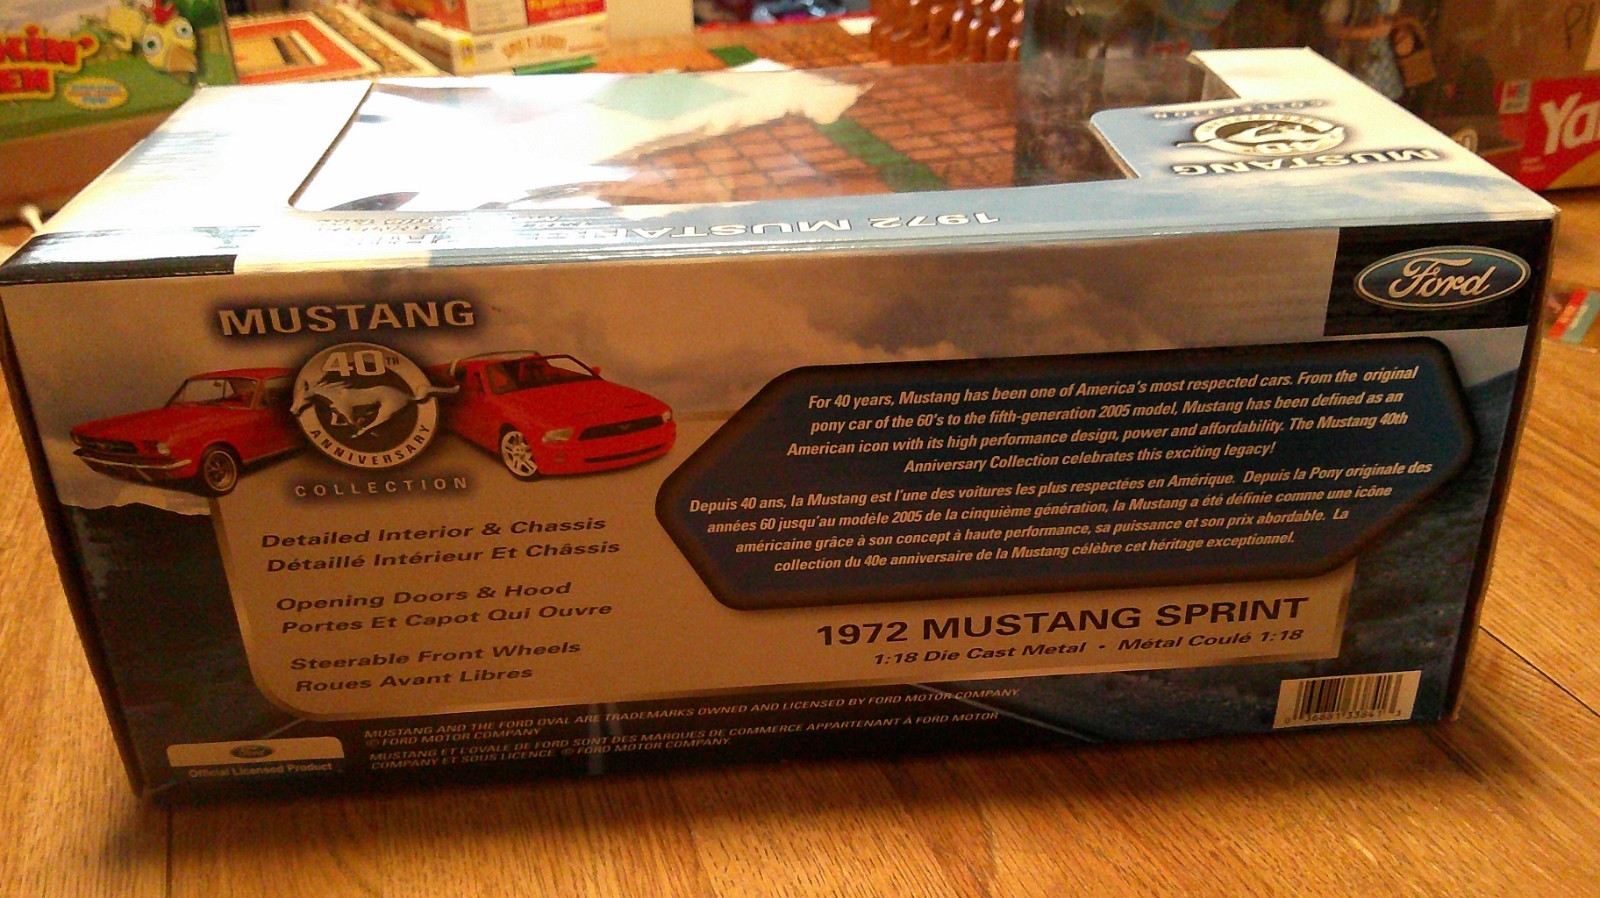 MUSTANG
COLLECTION
1972 MUSTANG
MUSTANG
40TH
ANNIVERSARY
COLLECTION
Ford
For 40 years, Mustang has been one of America's most respected cars. From the original
pony car of the 60's to the fifth-generation 2005 model, Mustang has been defined as an
American icon with its high performance design, power and affordability. The Mustang 40th
Anniversary Collection celebrates this exciting legacy!
Depuis 40 ans, la Mustang est l'une des voitures les plus respectées en Amérique. Depuis la Pony originale des
années 60 jusqu'au modèle 2005 de la cinquième génération, la Mustang a été définie comme une icône
américaine grâce à son concept à haute performance, sa puissance et son prix abordable. La
collection du 40e anniversaire de la Mustang célèbre cet héritage exceptionnel.
Detailed Interior & Chassis
Détaillé Intérieur Et Châssis
Opening Doors & Hood
Portes Et Capot Qui Ouvre
Steerable Front Wheels
Roues Avant Libres
1972 MUSTANG SPRINT
1:18 Die Cast Metal • Métal Coulé 1:18
MUSTANG AND THE FORD OVAL ARE TRADEMARKS OWNED AND LICENSED BY FORD MOTOR COMPANY
© FORD MOTOR COMPANY
MUSTANG ET L'OVALE DE FORD SONT DES MARQUES DE COMMERCE APPARTENANT À FORD MOTOR
COMPANY ET SOUS LICENCE © FORD MOTOR COMPANY.
Official Licensed Product